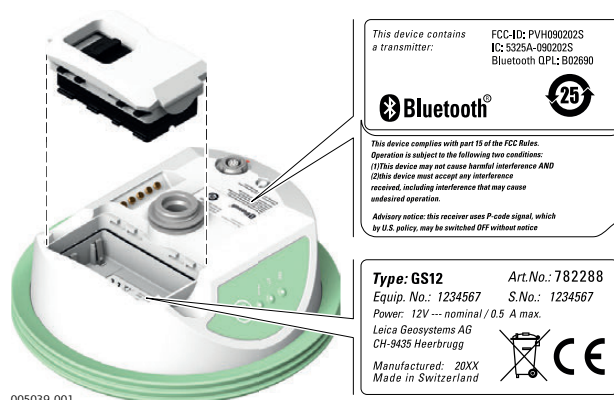 This device contains
a transmitter:
FCC-ID: PVH090202S
IC: 5325A-090202S
Bluetooth QPL: B02690
Bluetooth®
25
This device complies with part 15 of the FCC Rules.
Operation is subject to the following two conditions:
(1)This device may not cause harmful interference AND
(2)this device must accept any interference
received, including interference that may cause
undesired operation.
Advisory notice: this receiver uses P-code signal, which
by U.S. policy, may be switched OFF without notice
Type: GS12
Art.No.: 782288
Equip. No.: 1234567
S.No.: 1234567
Power: 12V --- nominal / 0.5 A max.
Leica Geosystems AG
CH-9435 Heerbrugg
Manufactured: 20XX
Made in Switzerland
CE
005039_001